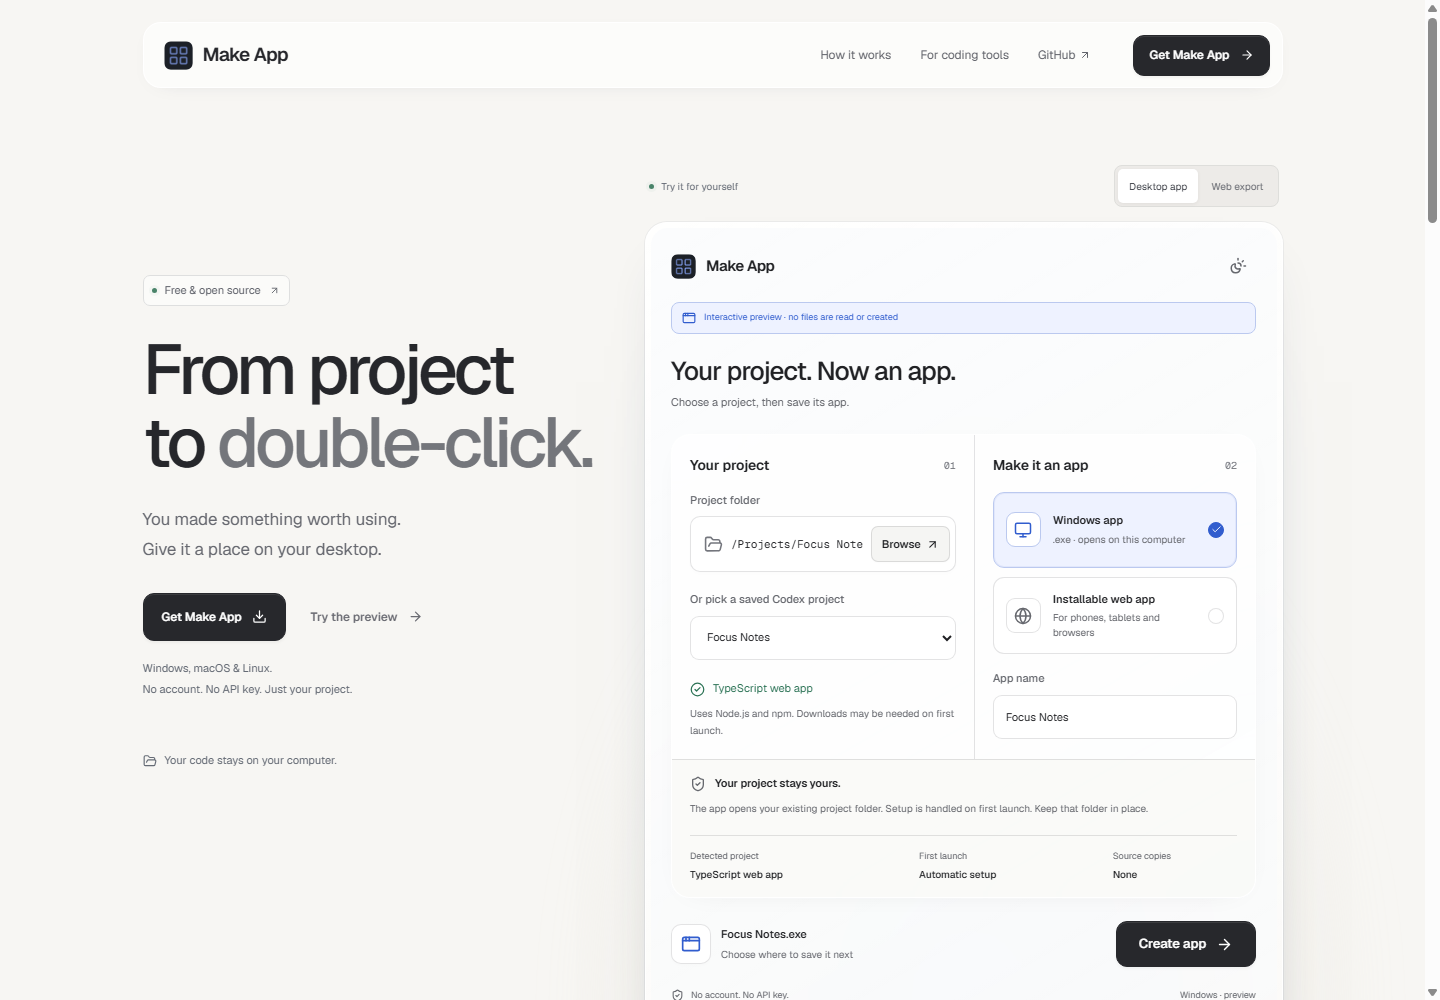 Make App
How it works
For coding tools
GitHub
Get Make App
Free & open source
From project
to double-click.
You made something worth using.
Give it a place on your desktop.
Get Make App
Try the preview
Windows, macOS & Linux.
No account. No API key. Just your project.
Your code stays on your computer.
Try it for yourself
Desktop app
Web export
Make App
Interactive preview · no files are read or created
Your project. Now an app.
Choose a project, then save its app.
Your project
01
Project folder
/Projects/Focus Note
Browse
Or pick a saved Codex project
Focus Notes
TypeScript web app
Uses Node.js and npm. Downloads may be needed on first
launch.
Make it an app
02
Windows app
.exe · opens on this computer
Installable web app
For phones, tablets and
browsers
App name
Focus Notes
Your project stays yours.
The app opens your existing project folder. Setup is handled on first launch. Keep that folder in place.
Detected project
TypeScript web app
First launch
Automatic setup
Source copies
None
Focus Notes.exe
Choose where to save it next
Create app
No account. No API key.
Windows · preview